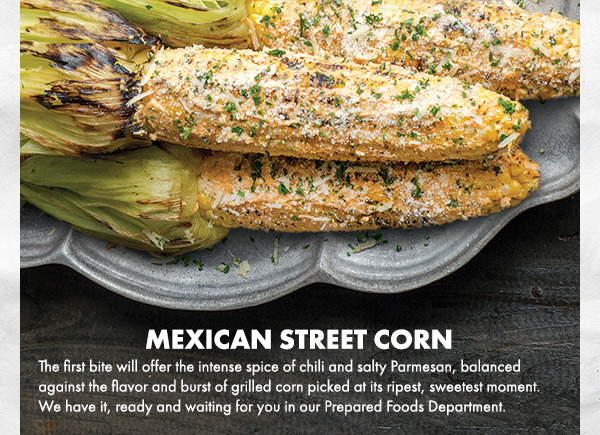 MEXICAN STREET CORN
The first bite will offer the intense spice of chili and salty Parmesan, balanced
against the flavor and burst of grilled corn picked at its ripest, sweetest moment.
We have it, ready and waiting for you in our Prepared Foods Department.